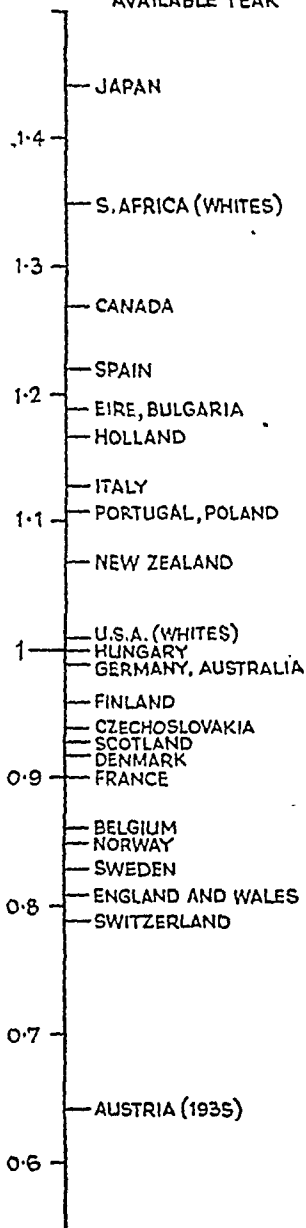 AVAILABLE YEAR
JAPAN
1·4
S. AFRICA (WHITES)
1·3
CANADA
SPAIN
1·2
EIRE, BULGARIA
HOLLAND
ITALY
PORTUGAL, POLAND
1·1
NEW ZEALAND
U.S.A. (WHITES)
1
HUNGARY
GERMANY, AUSTRALIA
FINLAND
CZECHOSLOVAKIA
SCOTLAND
DENMARK
0·9
FRANCE
BELGIUM
NORWAY
SWEDEN
ENGLAND AND WALES
0·8
SWITZERLAND
0·7
AUSTRIA (1935)
0·6